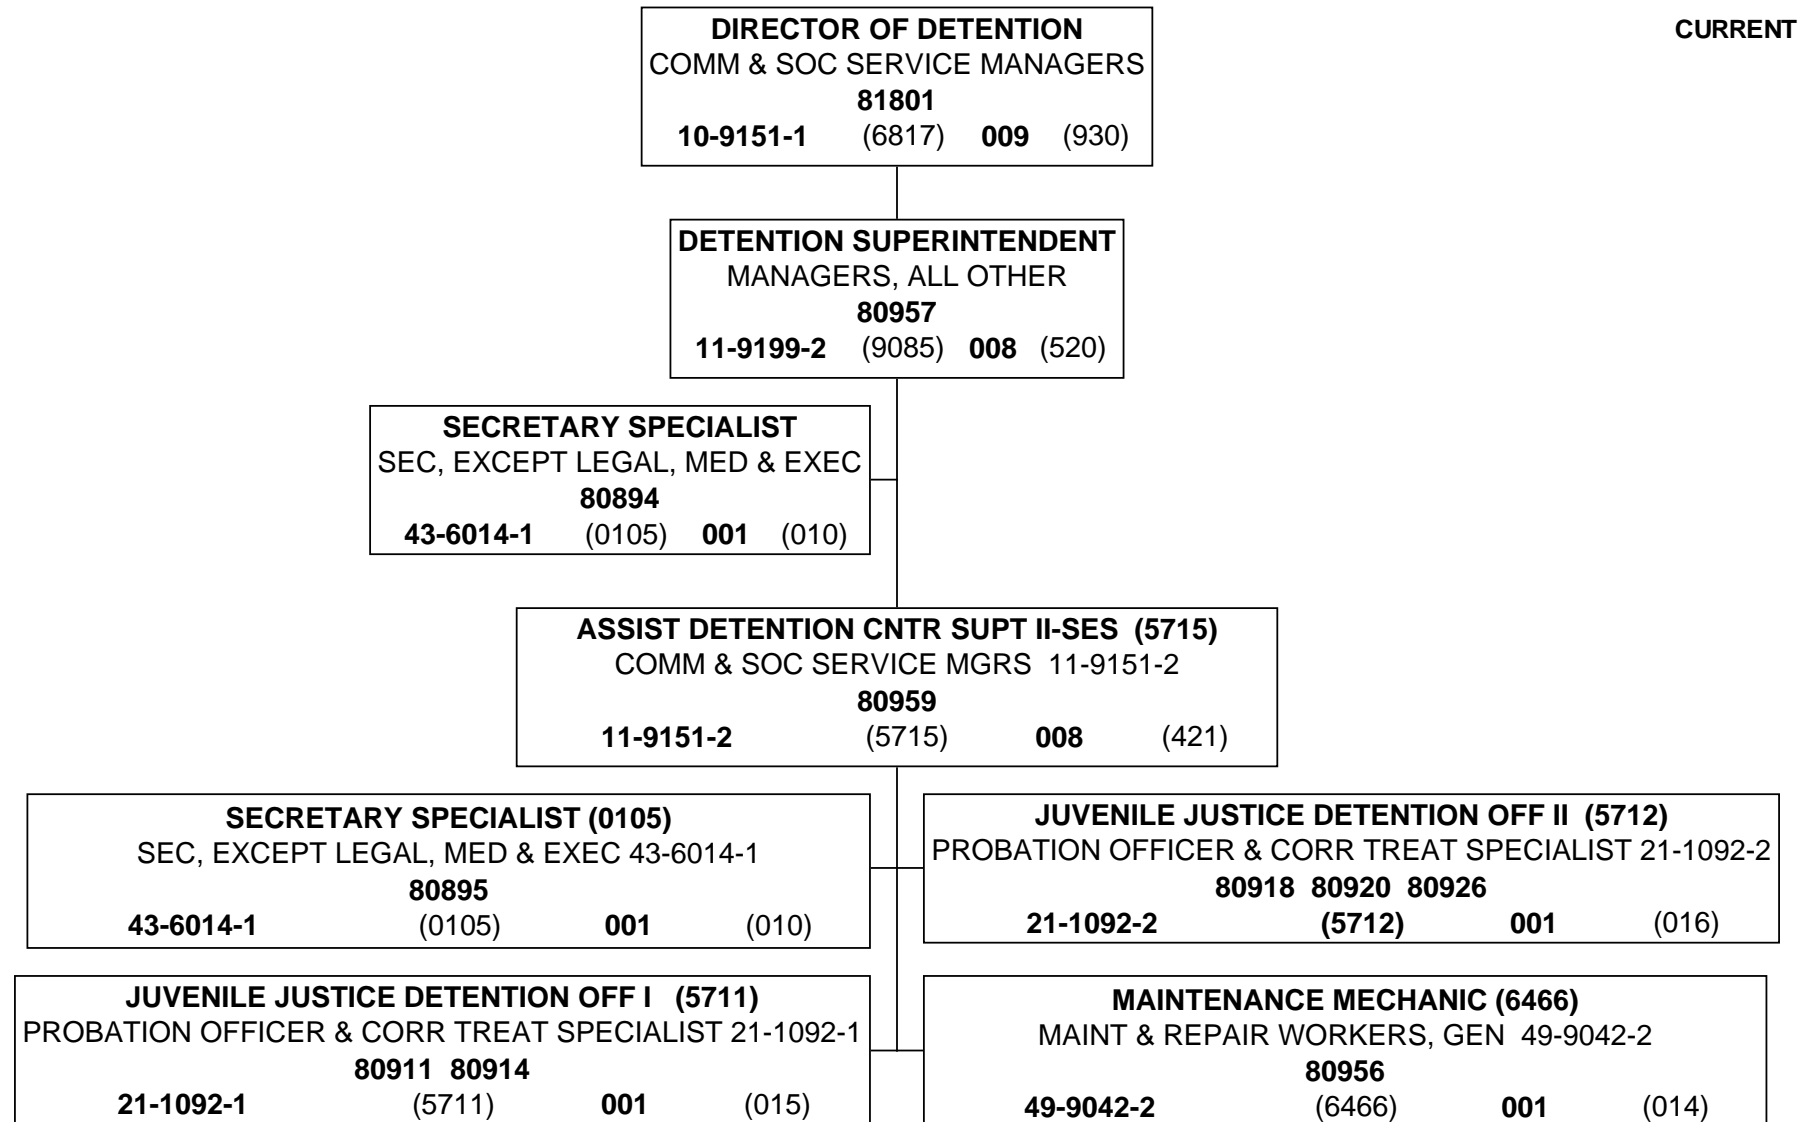 CURRENT
DIRECTOR OF DETENTION
COMM & SOC SERVICE MANAGERS
81801
10-9151-1 (6817) 009 (930)
DETENTION SUPERINTENDENT
MANAGERS, ALL OTHER
80957
11-9199-2 (9085) 008 (520)
SECRETARY SPECIALIST
SEC, EXCEPT LEGAL, MED & EXEC
80894
43-6014-1 (0105) 001 (010)
ASSIST DETENTION CNTR SUPT II-SES (5715)
COMM & SOC SERVICE MGRS 11-9151-2
80959
11-9151-2 (5715) 008 (421)
SECRETARY SPECIALIST (0105)
SEC, EXCEPT LEGAL, MED & EXEC 43-6014-1
80895
43-6014-1 (0105) 001 (010)
JUVENILE JUSTICE DETENTION OFF II (5712)
PROBATION OFFICER & CORR TREAT SPECIALIST 21-1092-2
80918 80920 80926
21-1092-2 (5712) 001 (016)
JUVENILE JUSTICE DETENTION OFF I (5711)
PROBATION OFFICER & CORR TREAT SPECIALIST 21-1092-1
80911 80914
21-1092-1 (5711) 001 (015)
MAINTENANCE MECHANIC (6466)
MAINT & REPAIR WORKERS, GEN 49-9042-2
80956
49-9042-2 (6466) 001 (014)